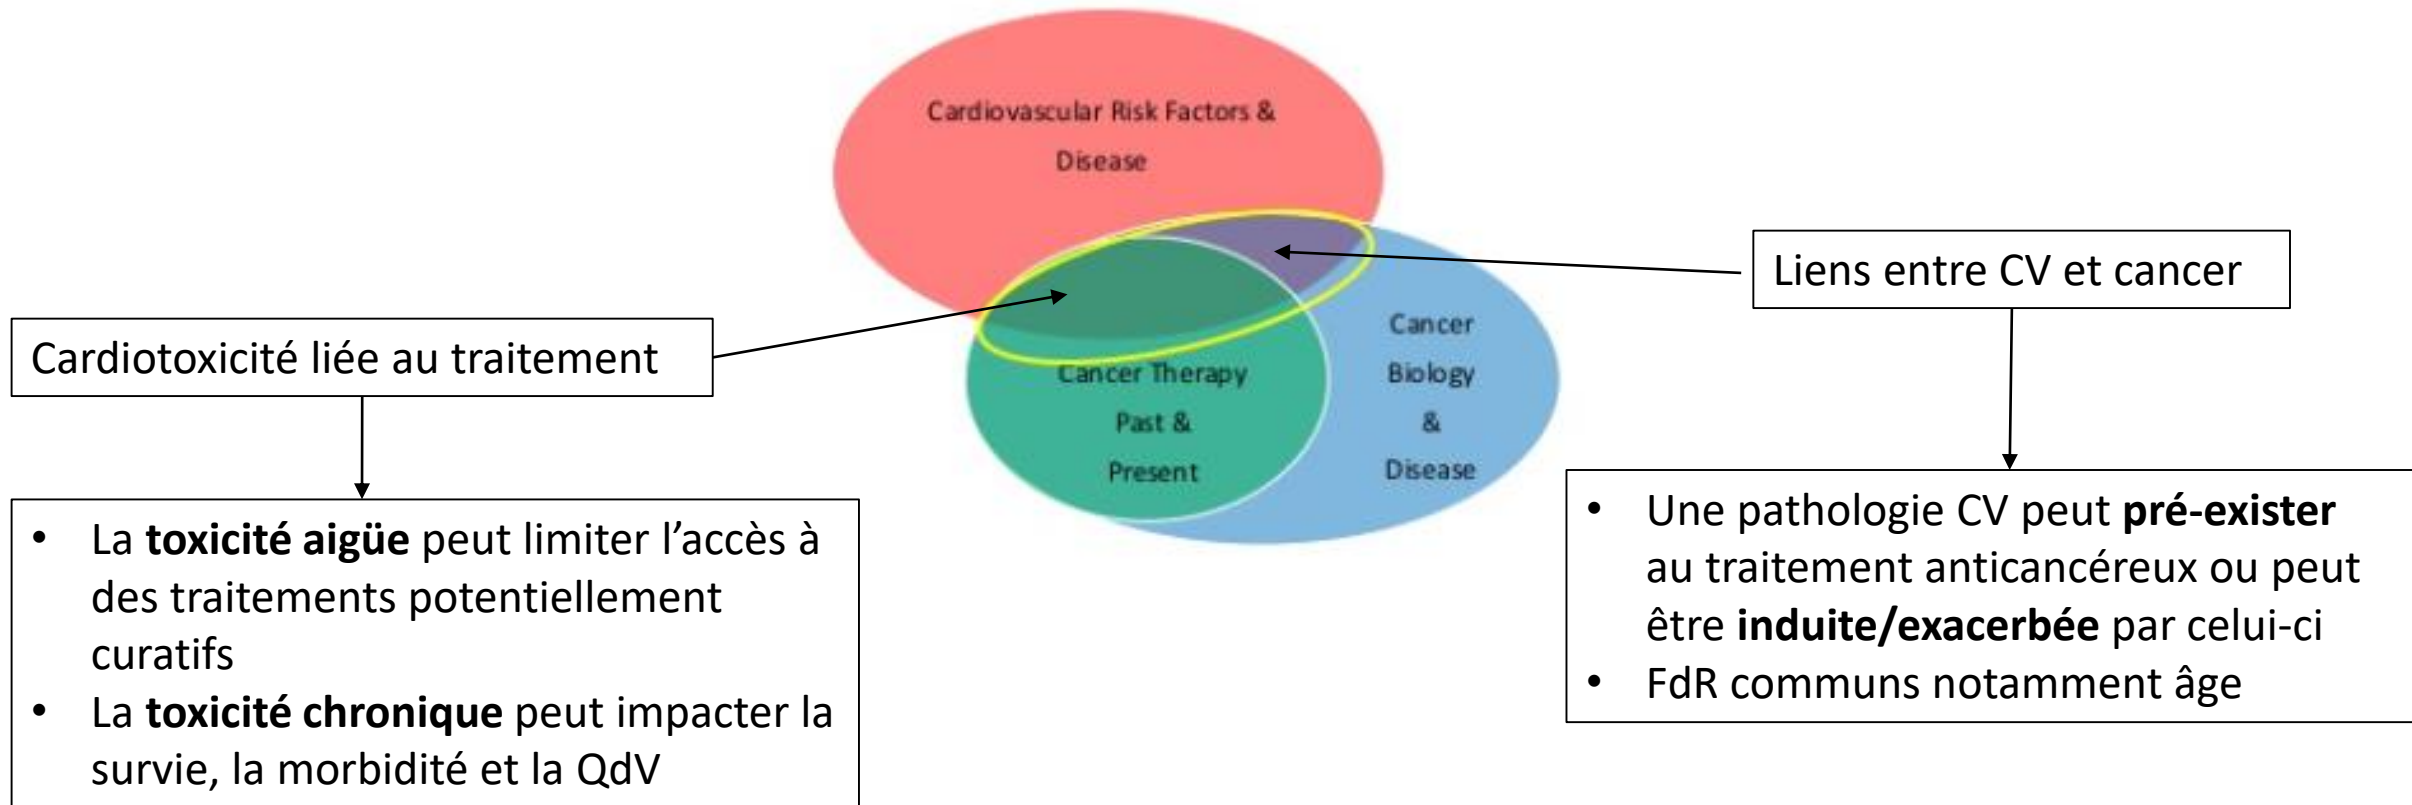 Cardiovascular Risk Factors &
Disease
Liens entre CV et cancer
Cardiotoxicité liée au traitement
Cancer
Biology
&
Disease
Cancer Therapy
Past &
Present
• La toxicité aigüe peut limiter l’accès à
des traitements potentiellement
curatifs
• La toxicité chronique peut impacter la
survie, la morbidité et la QdV
• Une pathologie CV peut pré-exister
au traitement anticancéreux ou peut
être induite/exacerbée par celui-ci
• FdR communs notamment âge